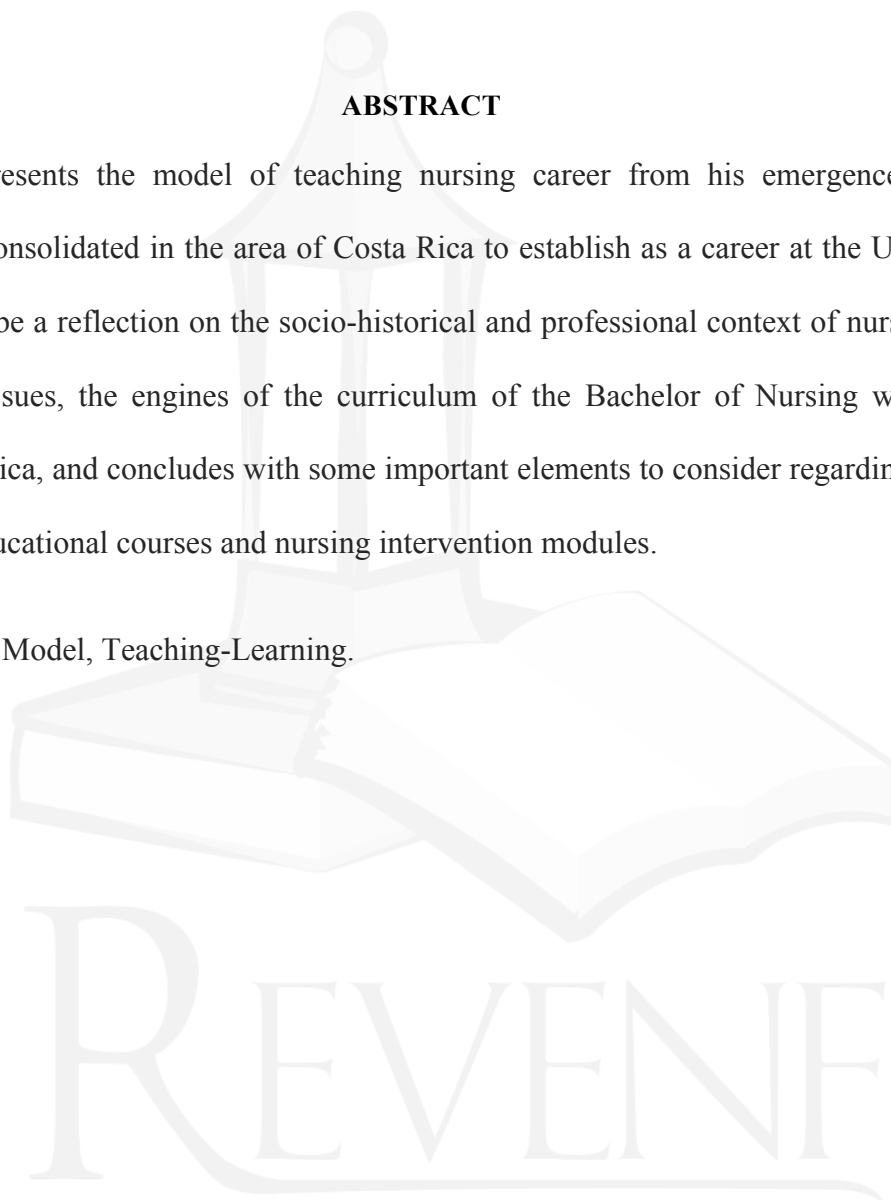 ABSTRACT
esents the model of teaching nursing career from his emergence
onsolidated in the area of Costa Rica to establish as a career at the U
be a reflection on the socio-historical and professional context of nurs
sues, the engines of the curriculum of the Bachelor of Nursing w
ica, and concludes with some important elements to consider regardin
ucational courses and nursing intervention modules.
Model, Teaching-Learning.
REVENF